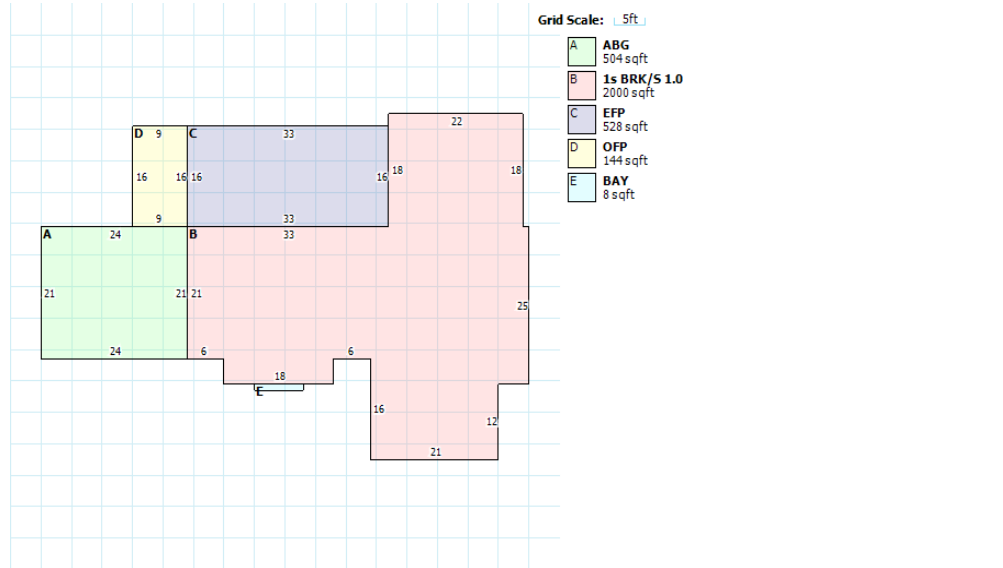 Grid Scale: 5ft
A ABG
504 sqft
B 1s BRK/S 1.0
2000 sqft
C EFP
528 sqft
D OFP
144 sqft
E BAY
8 sqft
22
D 9 C 33
16 16 16 16 18 18
9 33
A 24 B 33
21 21 21
25
24 6 6
18
E
16
12
21